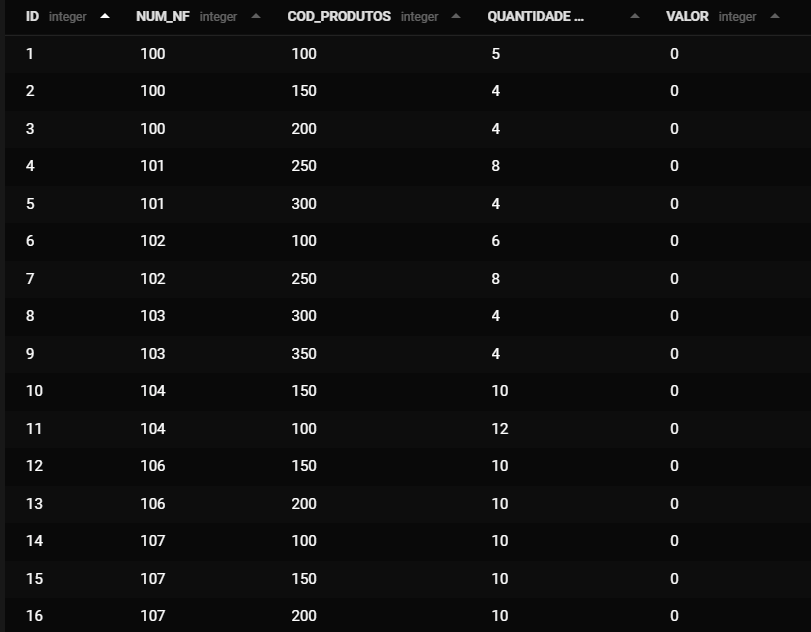 ID integer NUM_NF integer COD_PRODUTOS integer QUANTIDADE ... VALOR integer
1 100 100 5 0
2 100 150 4 0
3 100 200 4 0
4 101 250 8 0
5 101 300 4 0
6 102 100 6 0
7 102 250 8 0
8 103 300 4 0
9 103 350 4 0
10 104 150 10 0
11 104 100 12 0
12 106 150 10 0
13 106 200 10 0
14 107 100 10 0
15 107 150 10 0
16 107 200 10 0